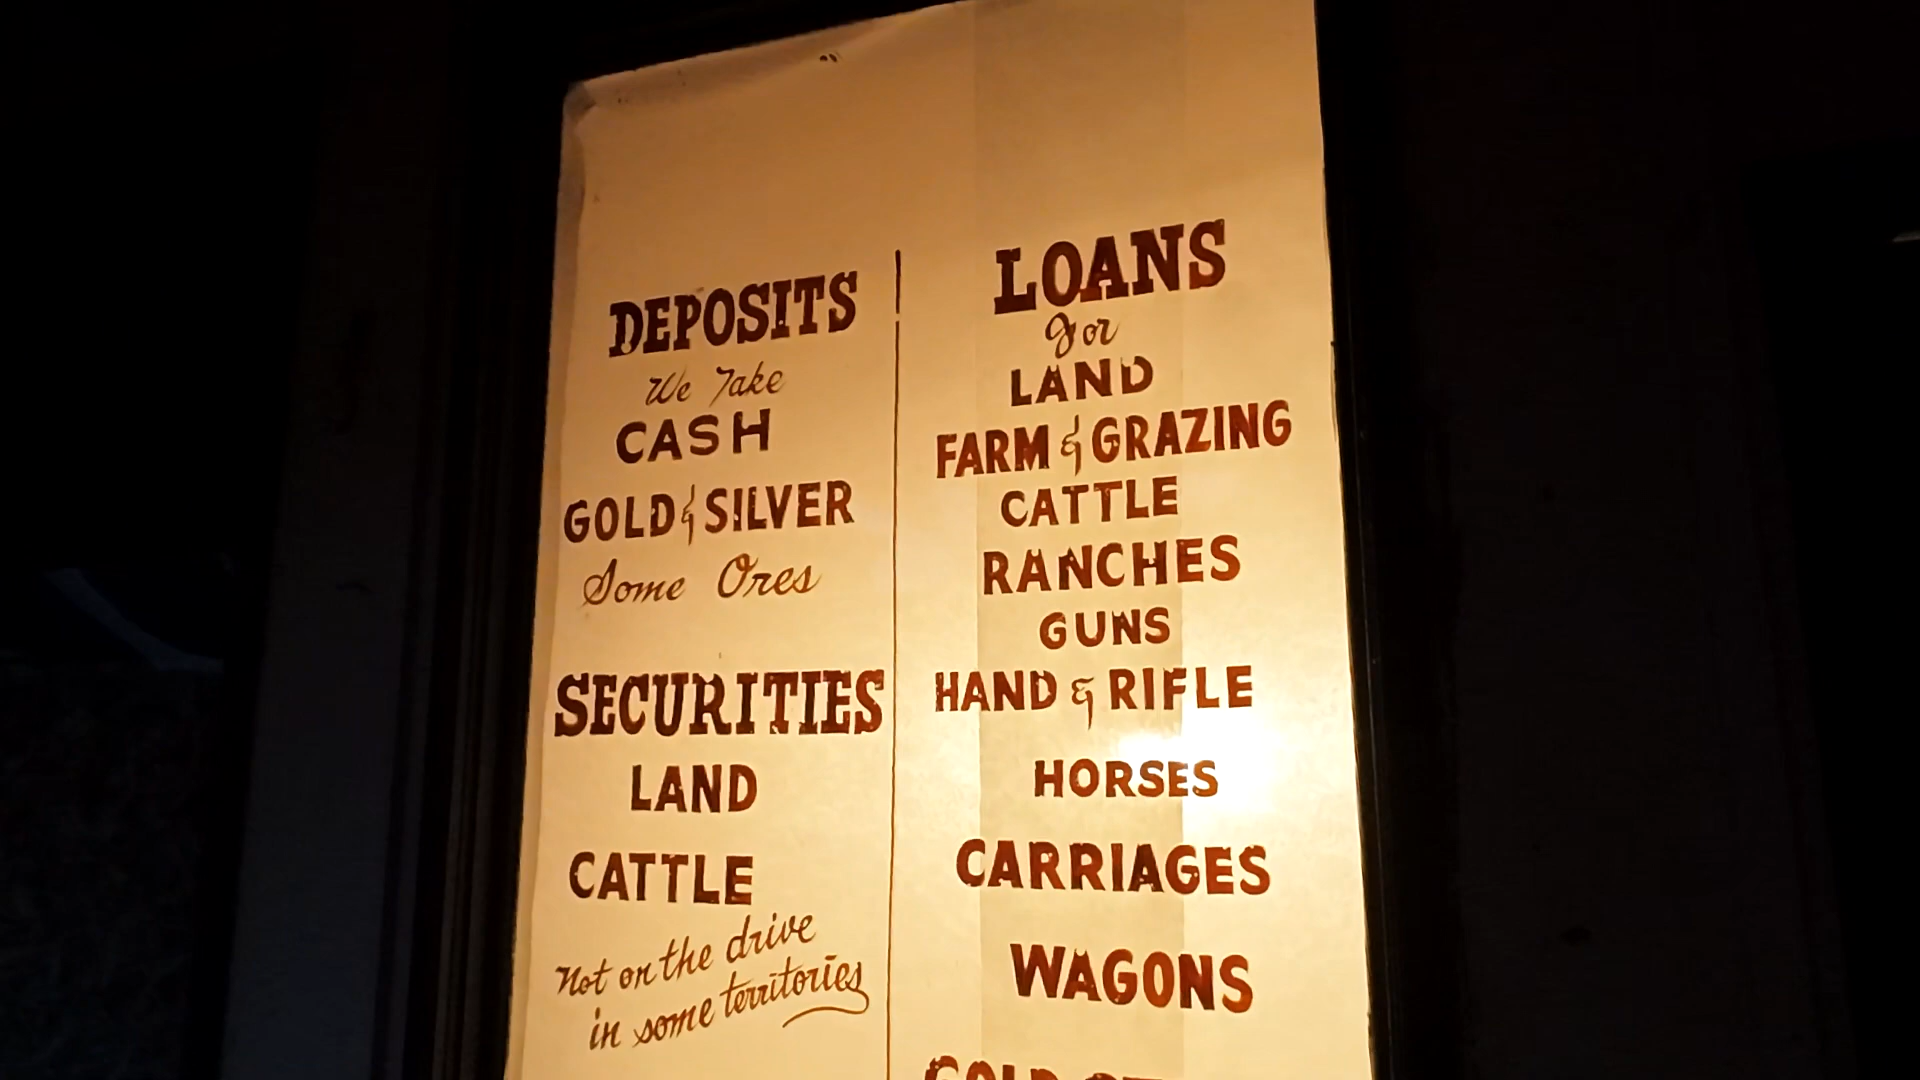 DEPOSITS
We Take
CASH
GOLD & SILVER
Some Ores
SECURITIES
LAND
CATTLE
Not on the drive
in some territories
LOANS
for
LAND
FARM & GRAZING
CATTLE
RANCHES
GUNS
HAND & RIFLE
HORSES
CARRIAGES
WAGONS
GOLD